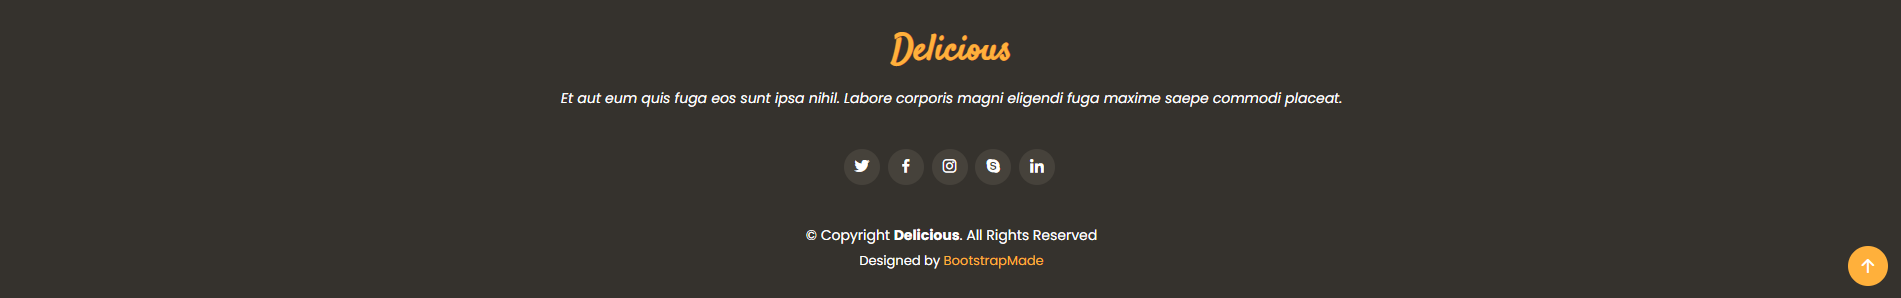 Delicious
Et aut eum quis fuga eos sunt ipsa nihil. Labore corporis magni eligendi fuga maxime saepe commodi placeat.
© Copyright Delicious. All Rights Reserved
Designed by BootstrapMade